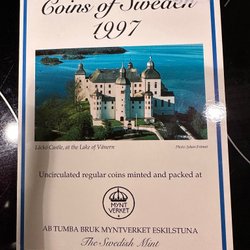 Coins of Sweden
1997
Läckö Castle, at the Lake of Vänern
Photo: Johan
Uncirculated regular coins minted and packed at
MYNT
VERKET
AB TUMBA BRUK MYNTVERKET ESKILSTUNA
The Swedish Mint